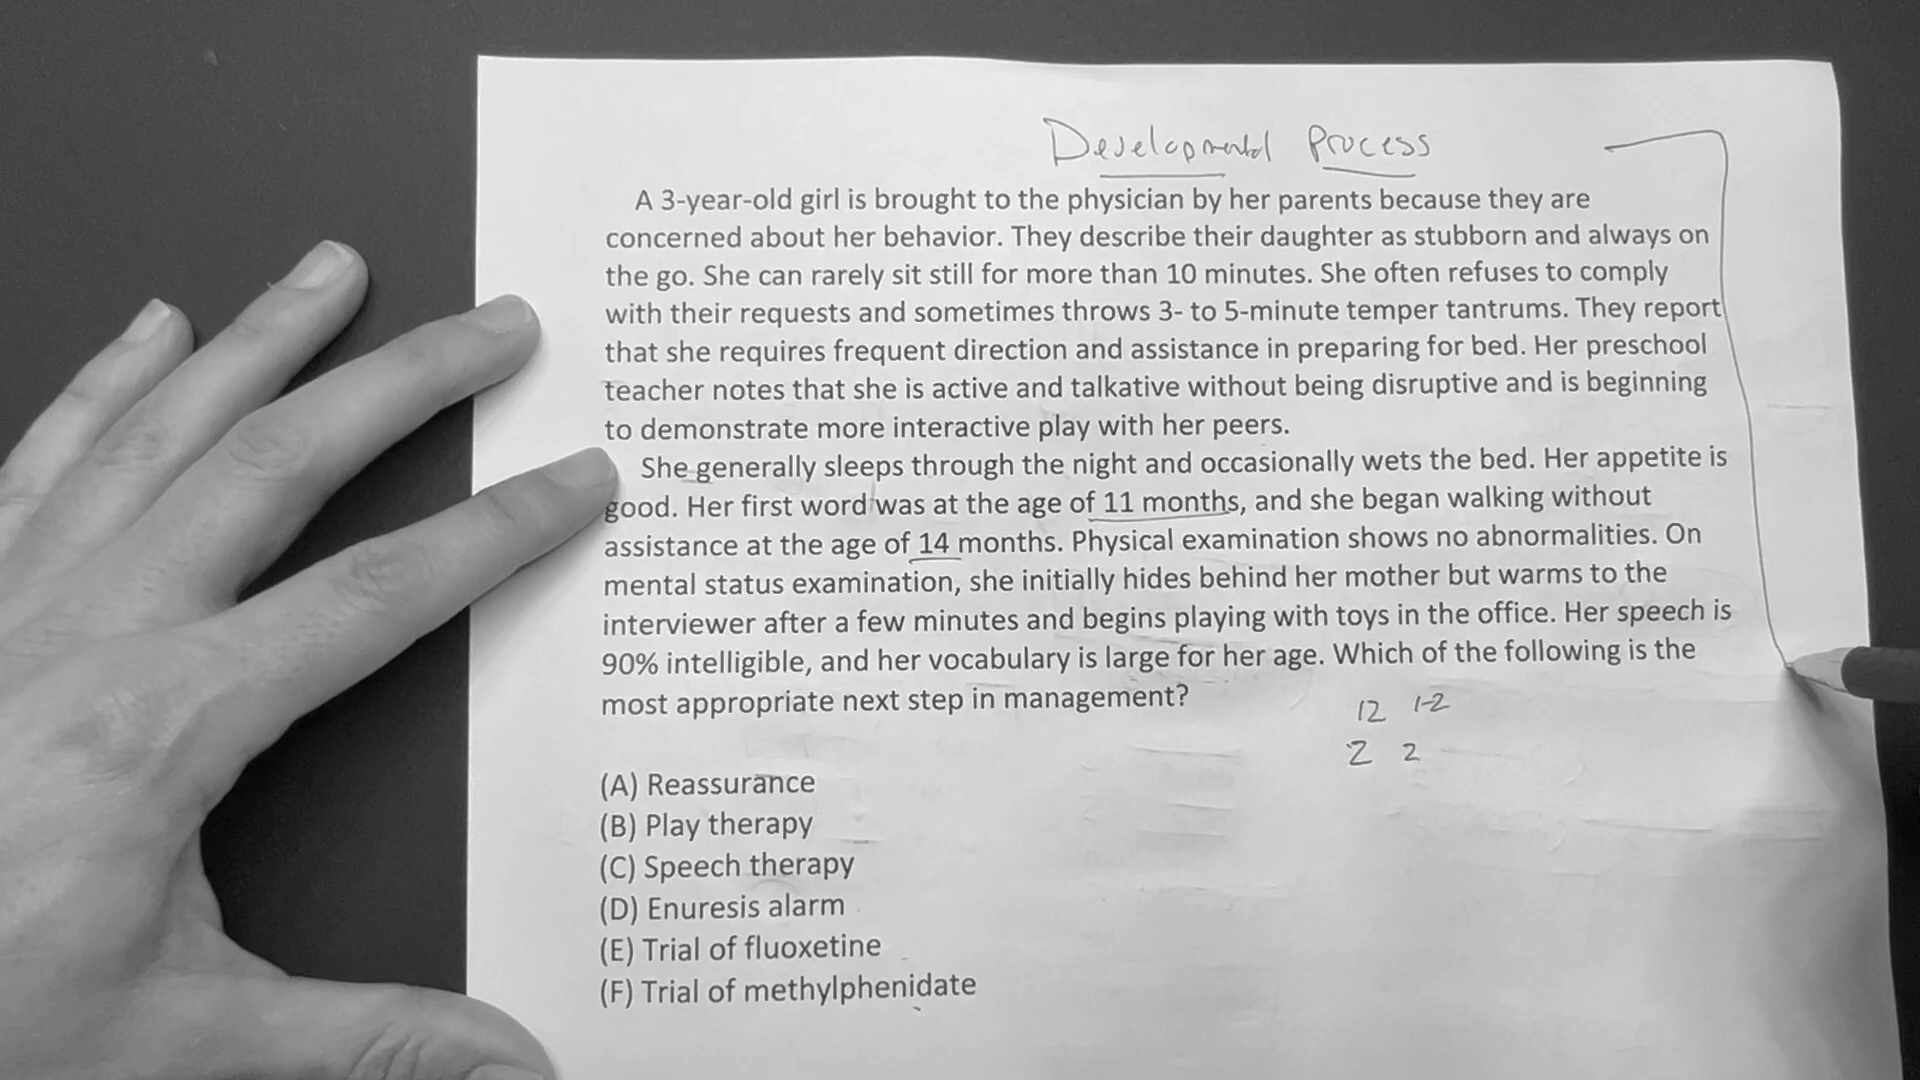 Developmental Process
A 3-year-old girl is brought to the physician by her parents because they are
concerned about her behavior. They describe their daughter as stubborn and always on
the go. She can rarely sit still for more than 10 minutes. She often refuses to comply
with their requests and sometimes throws 3- to 5-minute temper tantrums. They report
that she requires frequent direction and assistance in preparing for bed. Her preschool
teacher notes that she is active and talkative without being disruptive and is beginning
to demonstrate more interactive play with her peers.
She generally sleeps through the night and occasionally wets the bed. Her appetite is
good. Her first word was at the age of 11 months, and she began walking without
assistance at the age of 14 months. Physical examination shows no abnormalities. On
mental status examination, she initially hides behind her mother but warms to the
interviewer after a few minutes and begins playing with toys in the office. Her speech is
90% intelligible, and her vocabulary is large for her age. Which of the following is the
most appropriate next step in management?
12 1-2
2 2
(A) Reassurance
(B) Play therapy
(C) Speech therapy
(D) Enuresis alarm
(E) Trial of fluoxetine
(F) Trial of methylphenidate